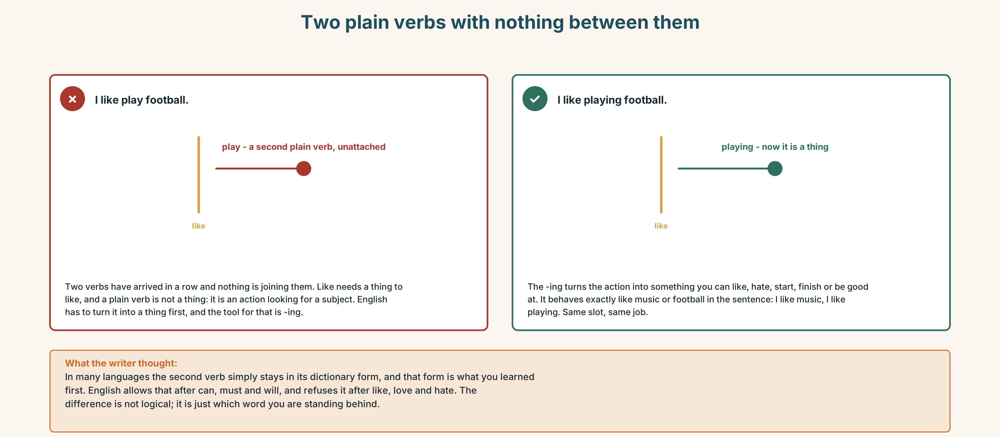 Two plain verbs with nothing between them
I like play football.
play - a second plain verb, unattached
like
Two verbs have arrived in a row and nothing is joining them. Like needs a thing to
like, and a plain verb is not a thing: it is an action looking for a subject. English
has to turn it into a thing first, and the tool for that is -ing.
I like playing football.
playing - now it is a thing
like
The -ing turns the action into something you can like, hate, start, finish or be good
at. It behaves exactly like music or football in the sentence: I like music, I like
playing. Same slot, same job.
What the writer thought:
In many languages the second verb simply stays in its dictionary form, and that form is what you learned
first. English allows that after can, must and will, and refuses it after like, love and hate. The
difference is not logical; it is just which word you are standing behind.